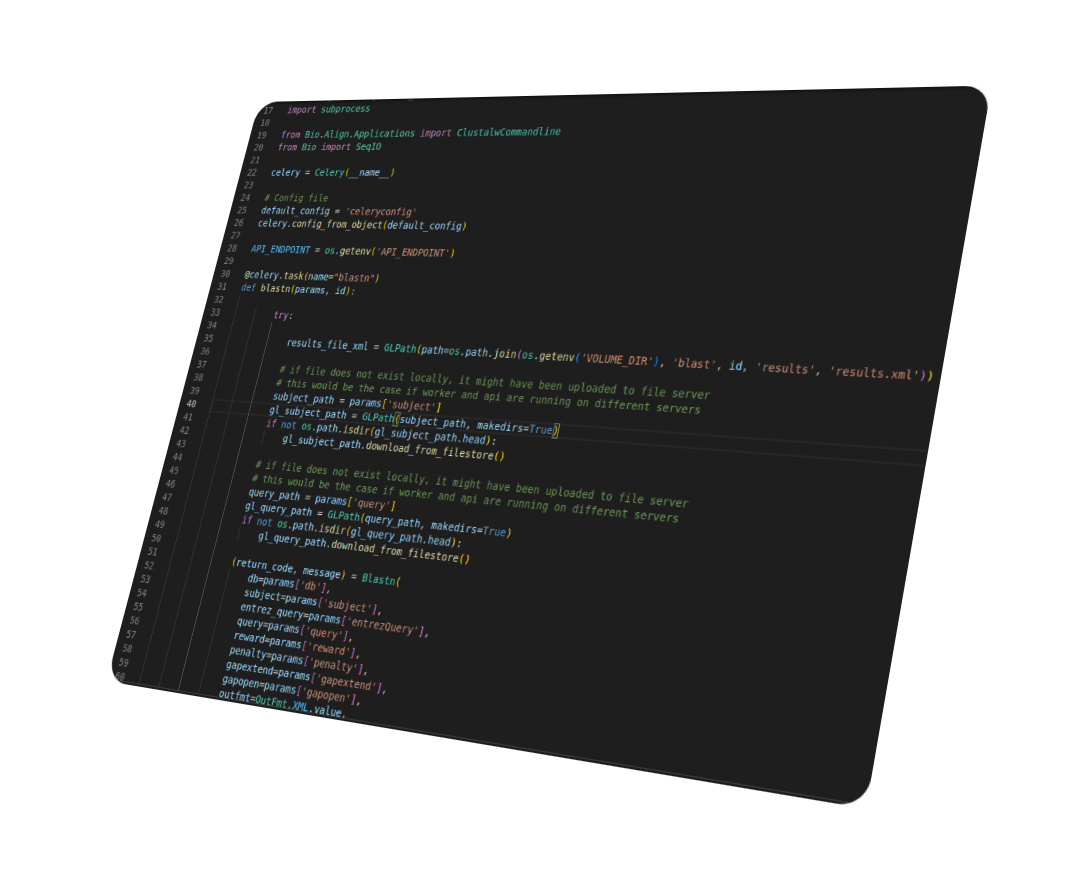 17 import subprocess
18
19 from Bio.Align.Applications import ClustalwCommandline
20 from Bio import SeqIO
21
22 celery = Celery(__name__)
23
24 # Config file
25 default_config = 'celeryconfig'
26 celery.config_from_object(default_config)
27
28 API_ENDPOINT = os.getenv('API_ENDPOINT')
29
30 @celery.task(name="blastn")
31 def blastn(params, id):
32
33 try:
34
35 results_file_xml = GLPath(path=os.path.join(os.getenv('VOLUME_DIR'), 'blast', id, 'results', 'results.xml'))
36
37 # if file does not exist locally, it might have been uploaded to file server
38 # this would be the case if worker and api are running on different servers
39 subject_path = params['subject']
40 gl_subject_path = GLPath(subject_path, makedirs=True)
41 if not os.path.isdir(gl_subject_path.head):
42 gl_subject_path.download_from_filestore()
43
44 # if file does not exist locally, it might have been uploaded to file server
45 # this would be the case if worker and api are running on different servers
46 query_path = params['query']
47 gl_query_path = GLPath(query_path, makedirs=True)
48 if not os.path.isdir(gl_query_path.head):
49 gl_query_path.download_from_filestore()
50
51 (return_code, message) = Blastn(
52 db=params['db'],
53 subject=params['subject'],
54 entrez_query=params['entrezQuery'],
55 query=params['query'],
56 reward=params['reward'],
57 penalty=params['penalty'],
58 gapextend=params['gapextend'],
59 gapopen=params['gapopen'],
60 outfmt=OutFmt.XML.value,